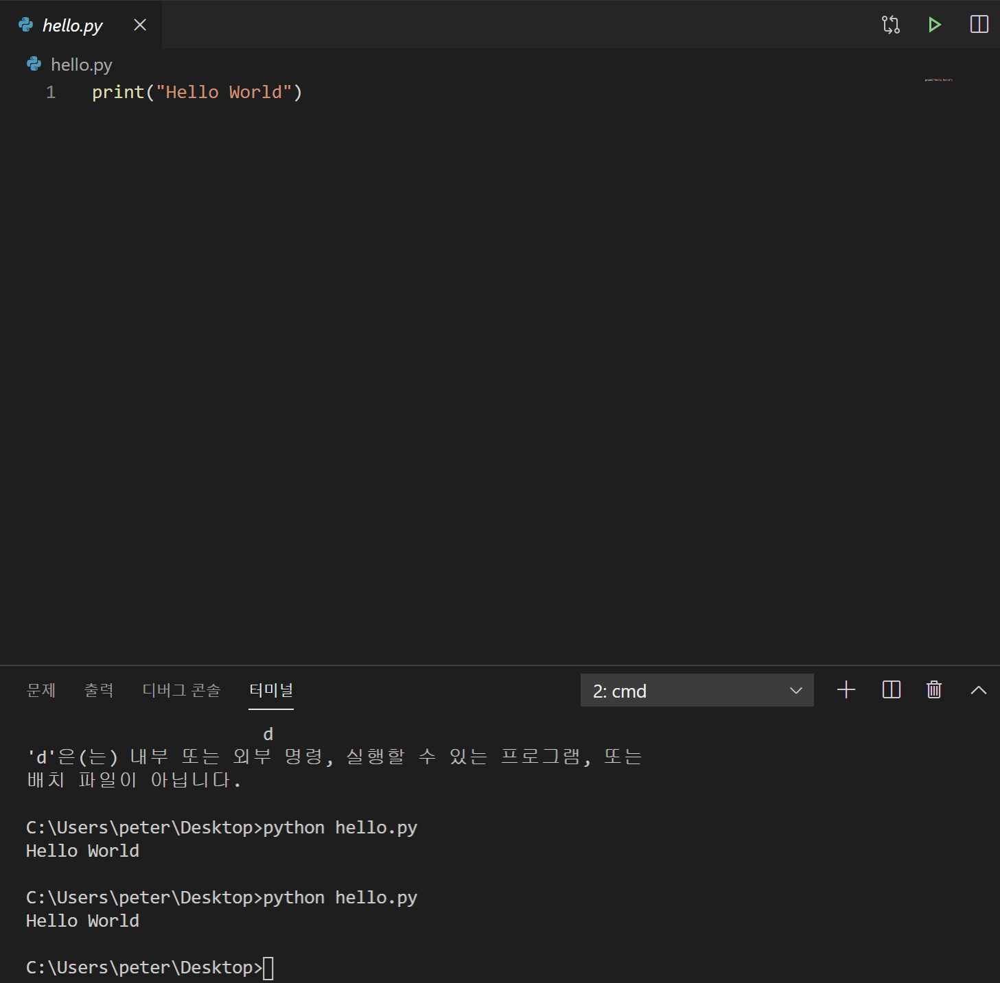 hello.py
hello.py
1 print("Hello World")
print("Hello World")
문제 출력 디버그 콘솔 터미널 2: cmd
d
'd'은(는) 내부 또는 외부 명령, 실행할 수 있는 프로그램, 또는
배치 파일이 아닙니다.
C:\Users\peter\Desktop>python hello.py
Hello World
C:\Users\peter\Desktop>python hello.py
Hello World
C:\Users\peter\Desktop>